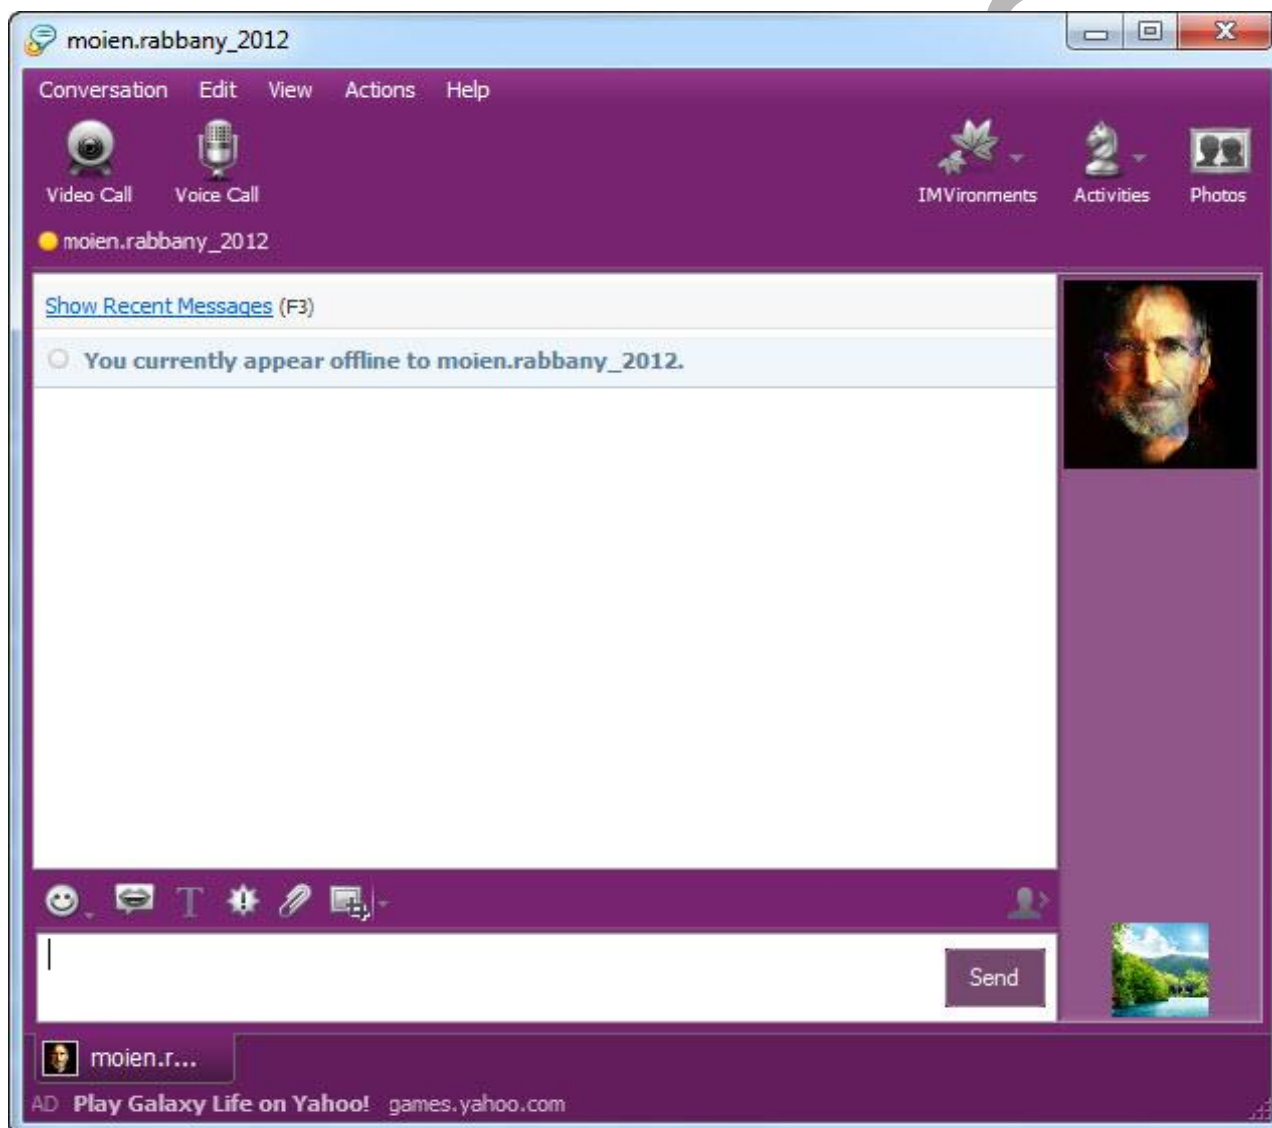 moien.rabbany_2012
Conversation Edit View Actions Help
Video Call Voice Call IMVironments Activities Photos
moien.rabbany_2012
Show Recent Messages (F3)
You currently appear offline to moien.rabbany_2012.
T
Send
moien.r...
AD Play Galaxy Life on Yahoo! games.yahoo.com